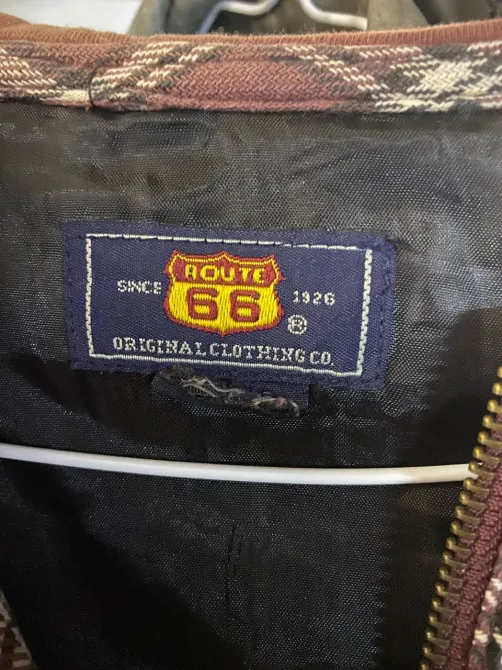 ROUTE
66
SINCE 1926
®
ORIGINAL CLOTHING CO.